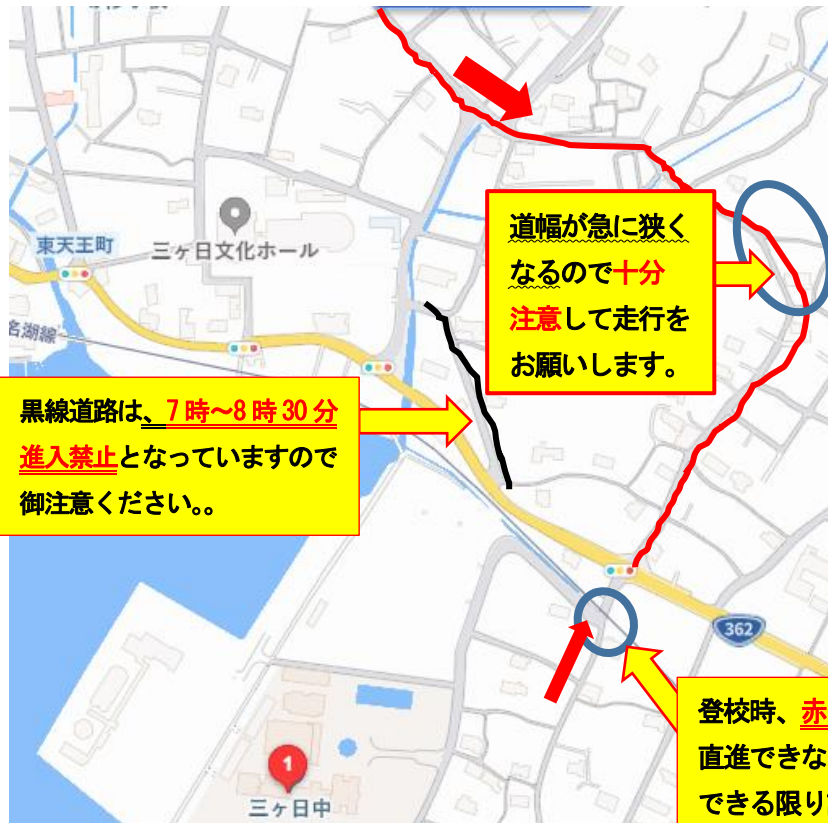 東天王町
三ヶ日文化ホール
名湖線
道幅が急に狭く
なるので十分
注意して走行を
お願いします。
黒線道路は、7時～8時30分
進入禁止となっていますので
御注意ください。。
362
登校時、赤
直進できな
できる限り
1
三ヶ日中